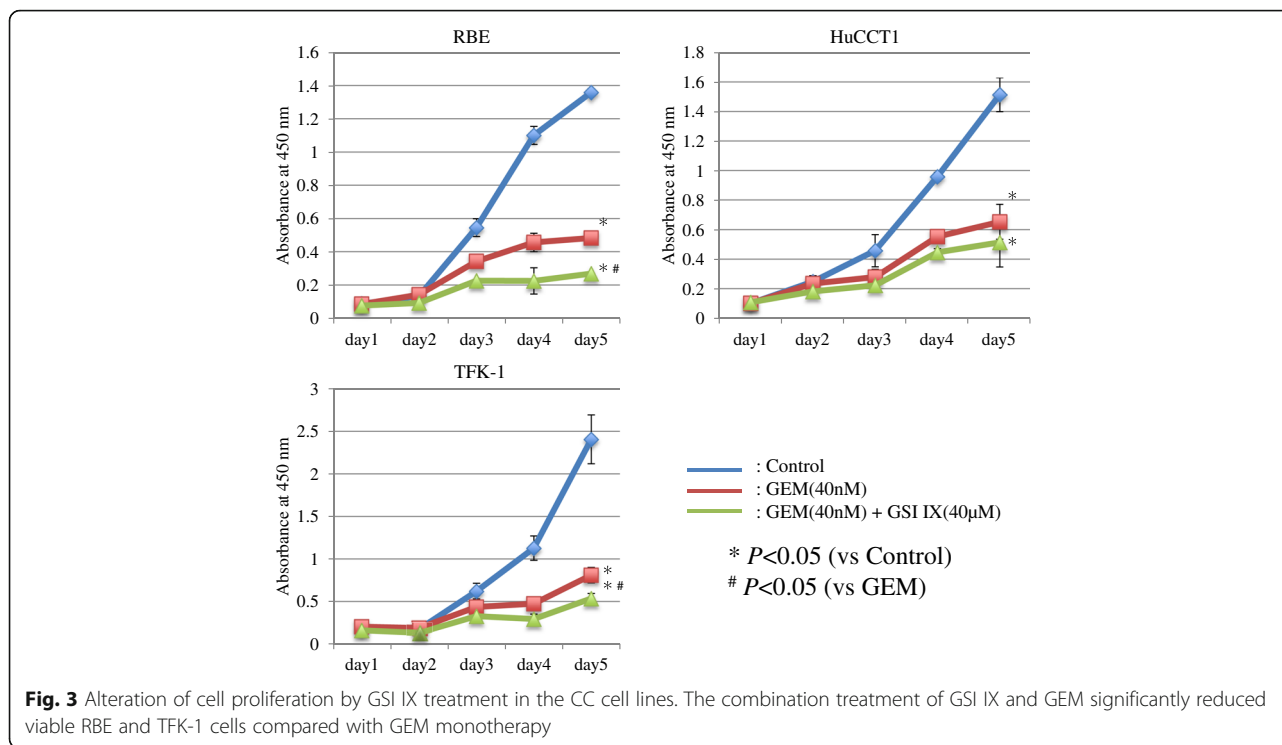 RBE
Absorbance at 450 nm
1.6
1.4
1.2
1
0.8
0.6
0.4
0.2
0
*
* #
day1 day2 day3 day4 day5
HuCCT1
Absorbance at 450 nm
1.8
1.6
1.4
1.2
1
0.8
0.6
0.4
0.2
0
*
*
day1 day2 day3 day4 day5
TFK-1
Absorbance at 450 nm
3
2.5
2
1.5
1
0.5
0
*
* #
day1 day2 day3 day4 day5
: Control
: GEM(40nM)
: GEM(40nM) + GSI IX(40μM)
* P<0.05 (vs Control)
# P<0.05 (vs GEM)
Fig. 3 Alteration of cell proliferation by GSI IX treatment in the CC cell lines. The combination treatment of GSI IX and GEM significantly reduced
viable RBE and TFK-1 cells compared with GEM monotherapy